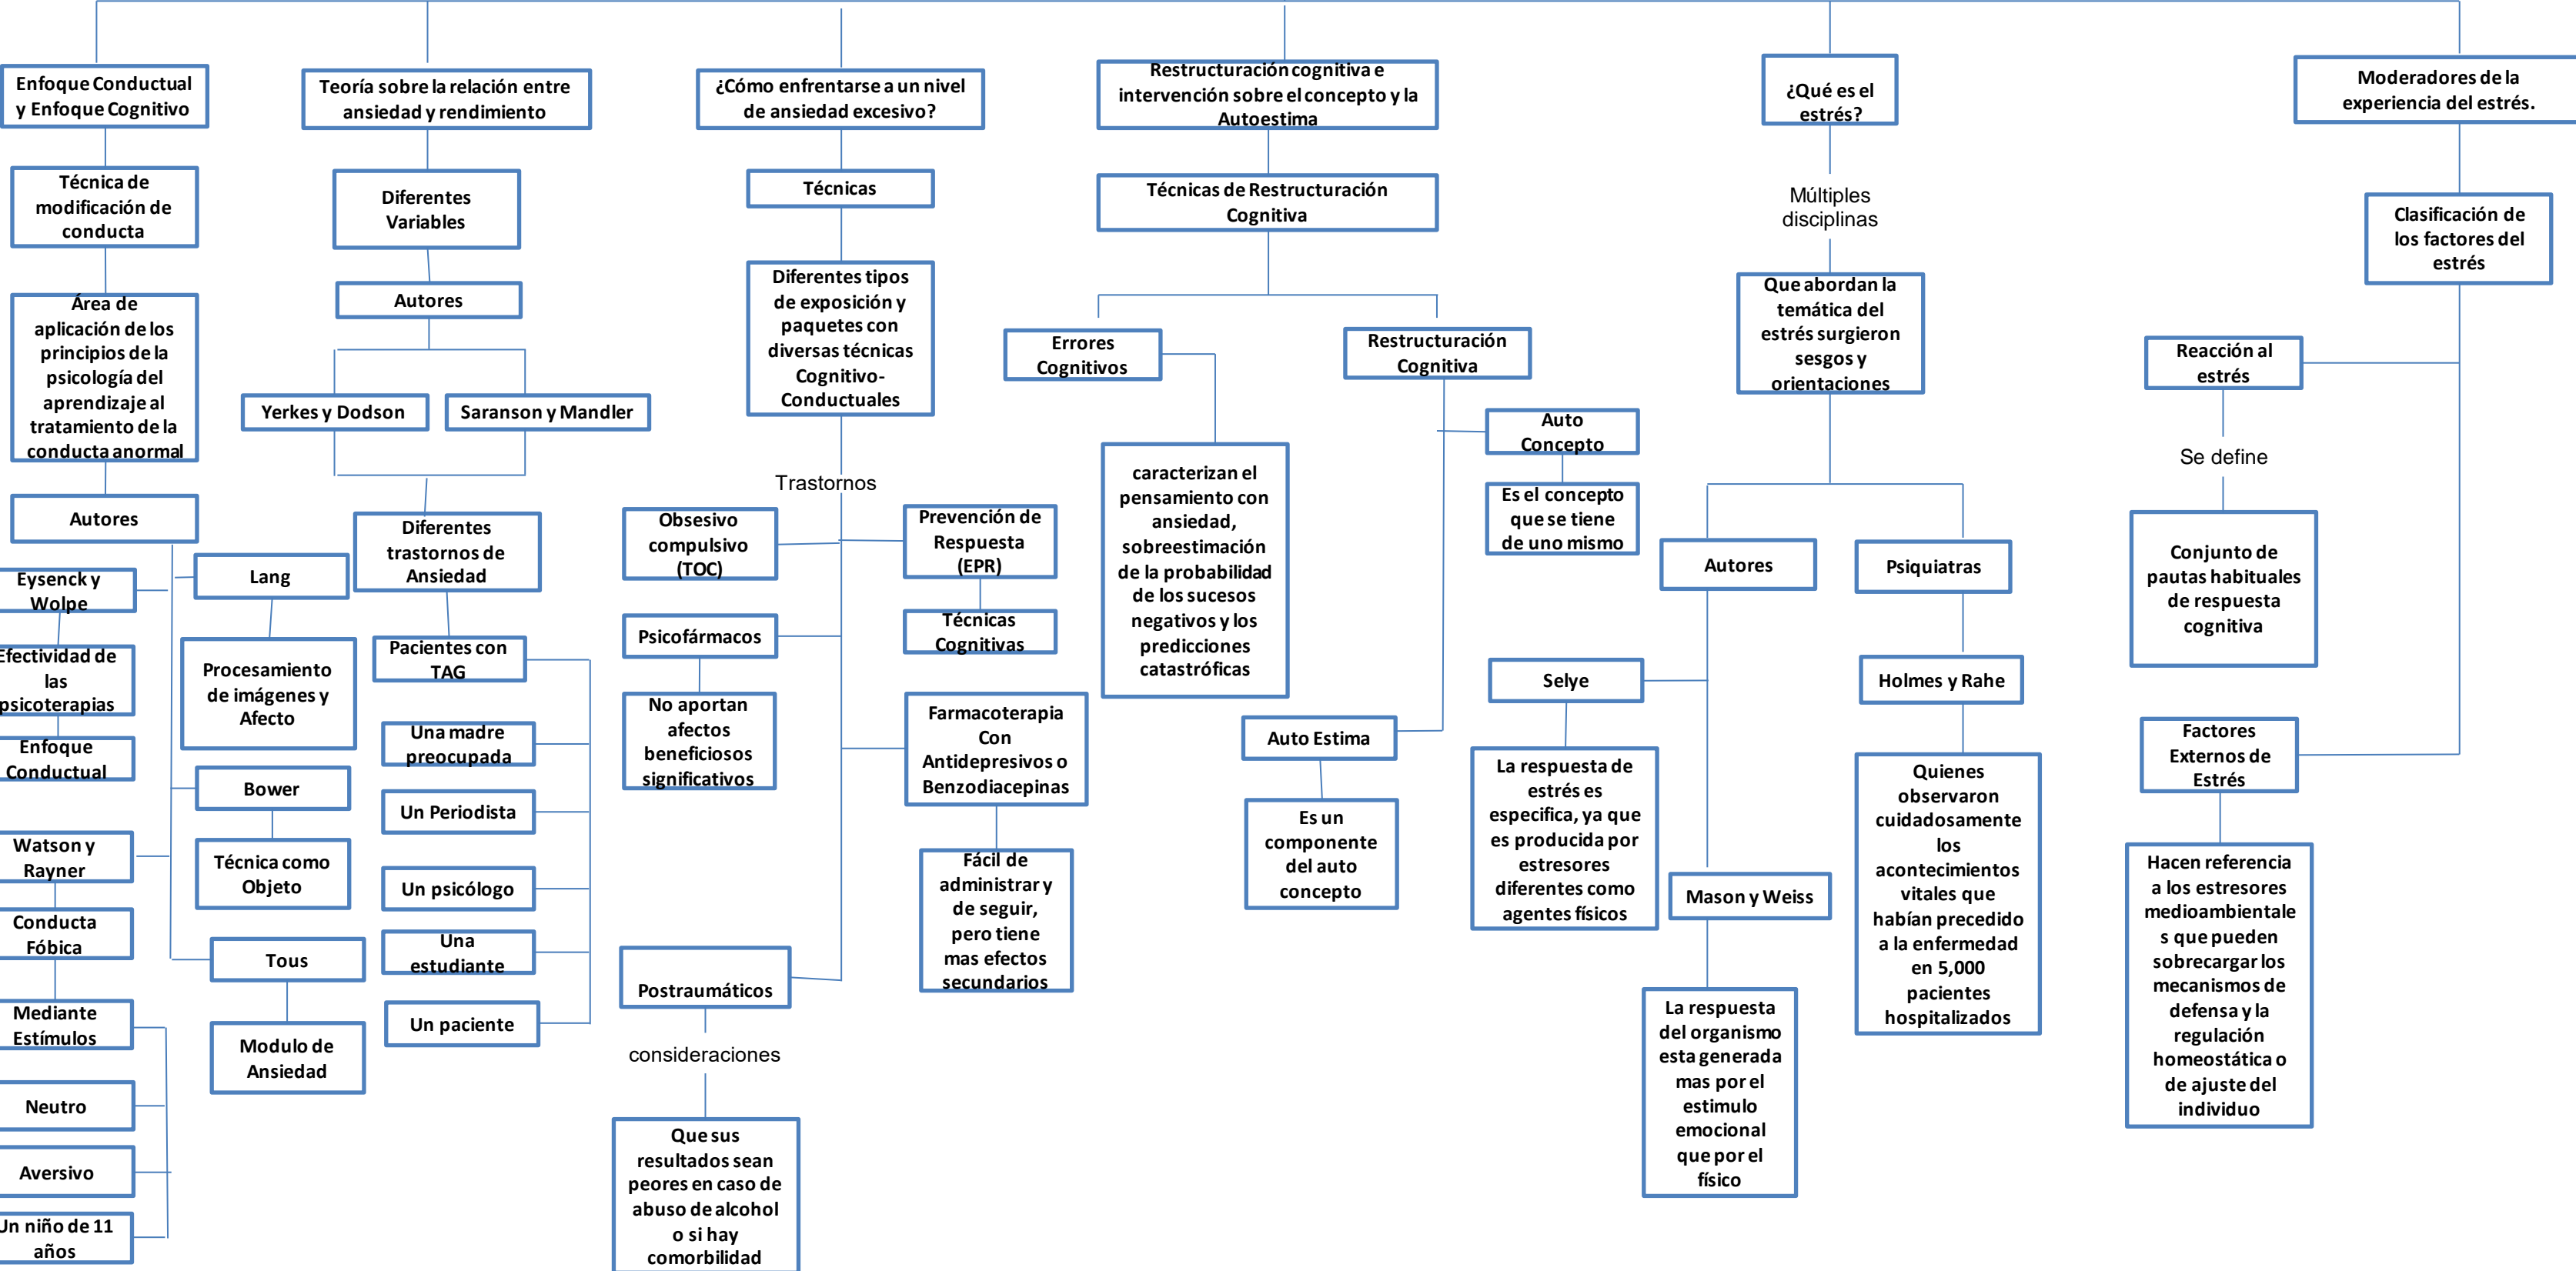 Enfoque Conductual
y Enfoque Cognitivo
Técnica de
modificación de
conducta
Área de
aplicación de los
principios de la
psicología del
aprendizaje al
tratamiento de la
conducta anormal
Autores
Eysenck y
Wolpe
Efectividad de
las
psicoterapias
Enfoque
Conductual
Watson y
Rayner
Conducta
Fóbica
Mediante
Estímulos
Neutro
Aversivo
Un niño de 11
años
Lang
Procesamiento
de imágenes y
Afecto
Bower
Técnica como
Objeto
Tous
Modulo de
Ansiedad
Teoría sobre la relación entre
ansiedad y rendimiento
Diferentes
Variables
Autores
Yerkes y Dodson
Saranson y Mandler
Diferentes
trastornos de
Ansiedad
Pacientes con
TAG
Una madre
preocupada
Un Periodista
Un psicólogo
Una
estudiante
Un paciente
¿Cómo enfrentarse a un nivel
de ansiedad excesivo?
Técnicas
Diferentes tipos
de exposición y
paquetes con
diversas técnicas
Cognitivo-
Conductuales
Trastornos
Obsesivo
compulsivo
(TOC)
Prevención de
Respuesta
(EPR)
Técnicas
Cognitivas
Psicofármacos
No aportan
afectos
beneficiosos
significativos
Farmacoterapia
Con
Antidepresivos o
Benzodiacepinas
Fácil de
administrar y
de seguir,
pero tiene
mas efectos
secundarios
Postraumáticos
consideraciones
Que sus
resultados sean
peores en caso de
abuso de alcohol
o si hay
comorbilidad
Restructuración cognitiva e
intervención sobre el concepto y la
Autoestima
Técnicas de Restructuración
Cognitiva
Errores
Cognitivos
caracterizan el
pensamiento con
ansiedad,
sobreestimación
de la probabilidad
de los sucesos
negativos y los
predicciones
catastróficas
Restructuración
Cognitiva
Auto
Concepto
Es el concepto
que se tiene
de uno mismo
Auto Estima
Es un
componente
del auto
concepto
¿Qué es el
estrés?
Múltiples
disciplinas
Que abordan la
temática del
estrés surgieron
sesgos y
orientaciones
Autores
Selye
La respuesta de
estrés es
especifica, ya que
es producida por
estresores
diferentes como
agentes físicos
Mason y Weiss
La respuesta
del organismo
esta generada
mas por el
estimulo
emocional
que por el
físico
Psiquiatras
Holmes y Rahe
Quienes
observaron
cuidadosamente
los
acontecimientos
vitales que
habían precedido
a la enfermedad
en 5,000
pacientes
hospitalizados
Moderadores de la
experiencia del estrés.
Clasificación de
los factores del
estrés
Reacción al
estrés
Se define
Conjunto de
pautas habituales
de respuesta
cognitiva
Factores
Externos de
Estrés
Hacen referencia
a los estresores
medioambientale
s que pueden
sobrecargar los
mecanismos de
defensa y la
regulación
homeostática o
de ajuste del
individuo